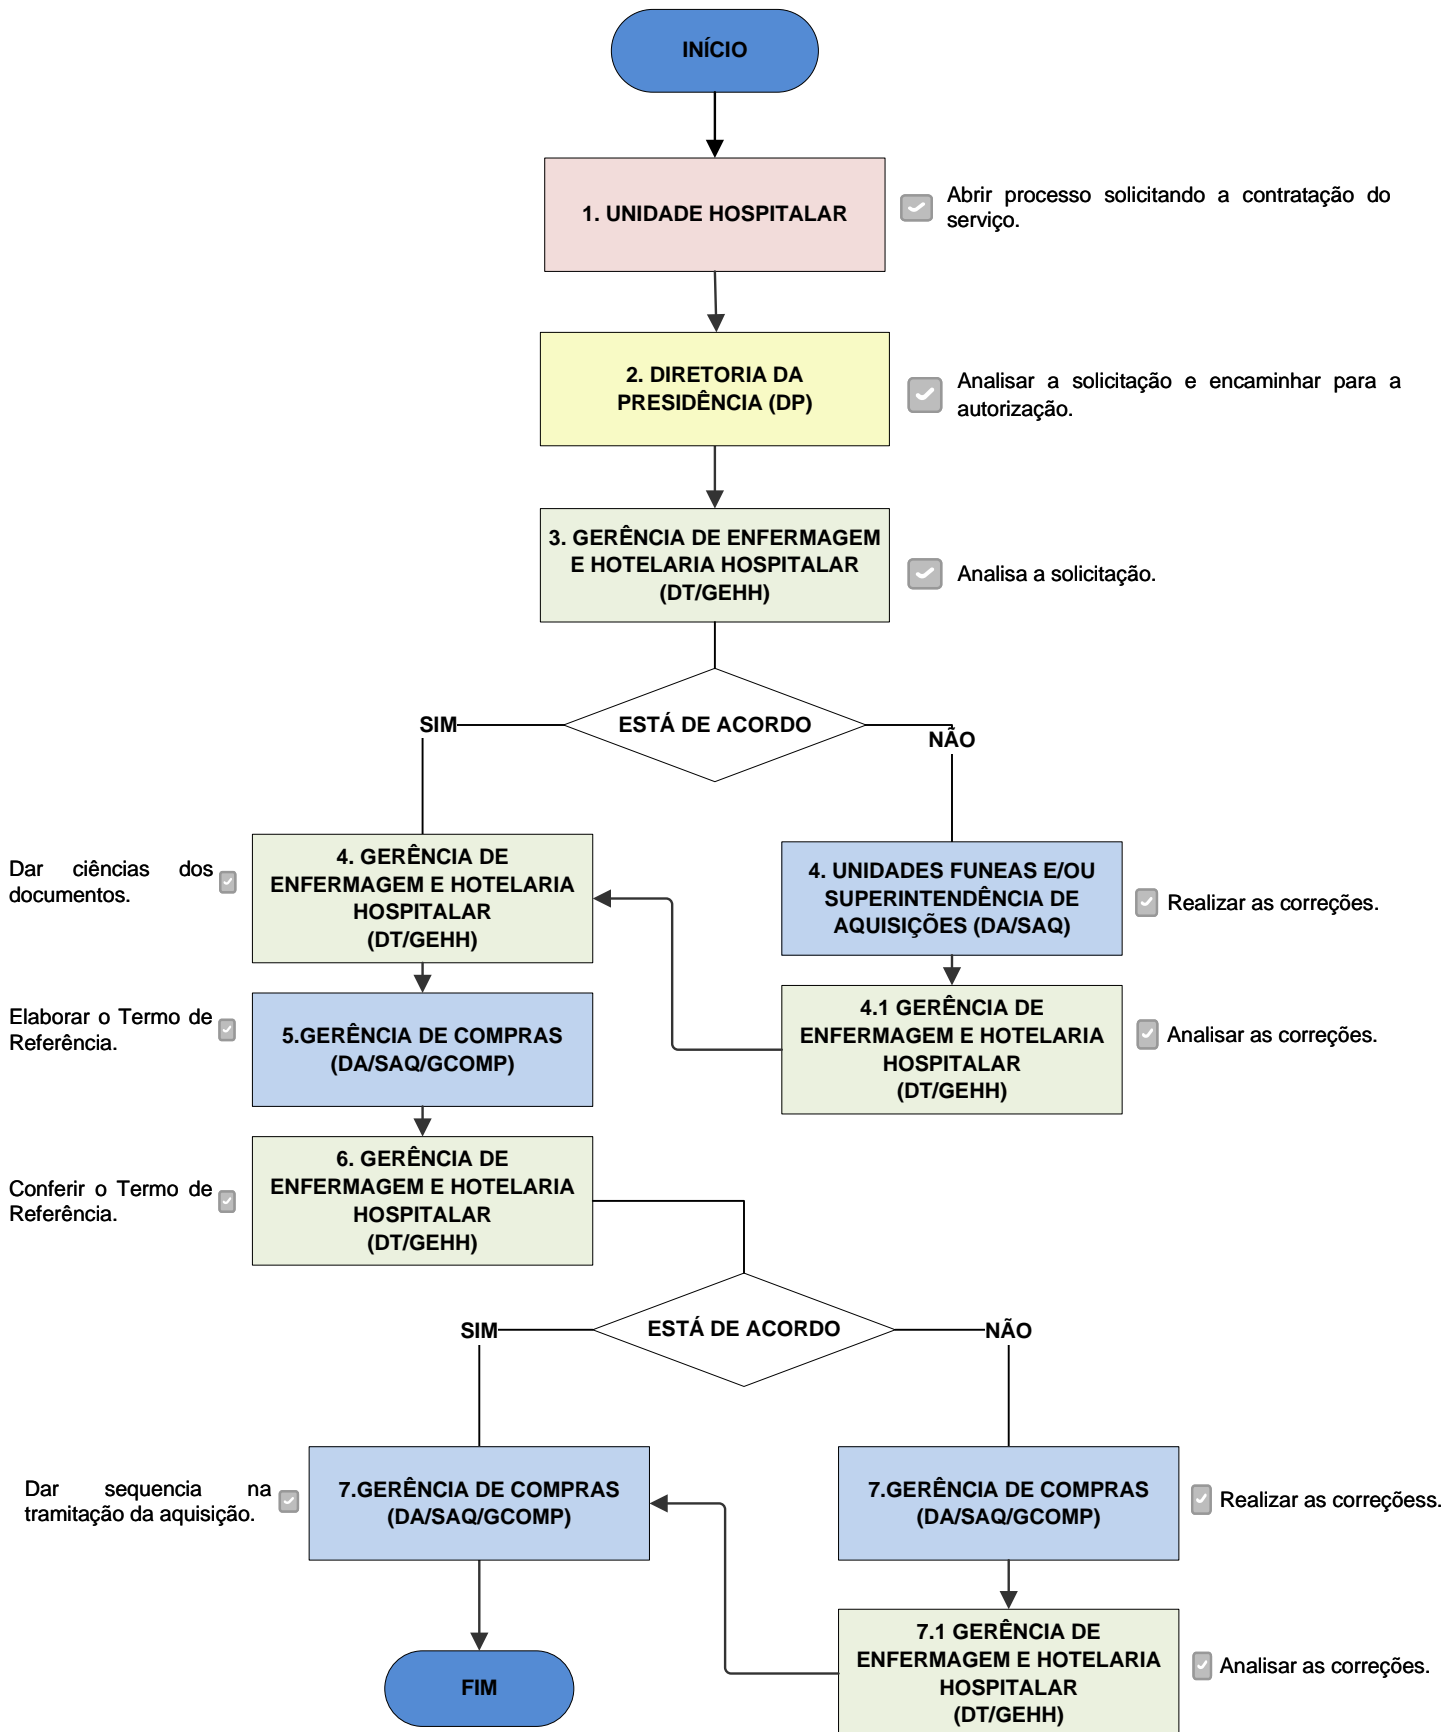 INÍCIO
1. UNIDADE HOSPITALAR
Abrir processo solicitando a contratação do
serviço.
2. DIRETORIA DA
PRESIDÊNCIA (DP)
Analisar a solicitação e encaminhar para a
autorização.
3. GERÊNCIA DE ENFERMAGEM
E HOTELARIA HOSPITALAR
(DT/GEHH)
Analisa a solicitação.
ESTÁ DE ACORDO
SIM
NÃO
Dar ciências dos
documentos.
4. GERÊNCIA DE
ENFERMAGEM E HOTELARIA
HOSPITALAR
(DT/GEHH)
4. UNIDADES FUNEAS E/OU
SUPERINTENDÊNCIA DE
AQUISIÇÕES (DA/SAQ)
Realizar as correções.
Elaborar o Termo de
Referência.
5.GERÊNCIA DE COMPRAS
(DA/SAQ/GCOMP)
4.1 GERÊNCIA DE
ENFERMAGEM E HOTELARIA
HOSPITALAR
(DT/GEHH)
Analisar as correções.
Conferir o Termo de
Referência.
6. GERÊNCIA DE
ENFERMAGEM E HOTELARIA
HOSPITALAR
(DT/GEHH)
ESTÁ DE ACORDO
SIM
NÃO
Dar sequencia na
tramitação da aquisição.
7.GERÊNCIA DE COMPRAS
(DA/SAQ/GCOMP)
7.GERÊNCIA DE COMPRAS
(DA/SAQ/GCOMP)
Realizar as correçõess.
7.1 GERÊNCIA DE
ENFERMAGEM E HOTELARIA
HOSPITALAR
(DT/GEHH)
Analisar as correções.
FIM